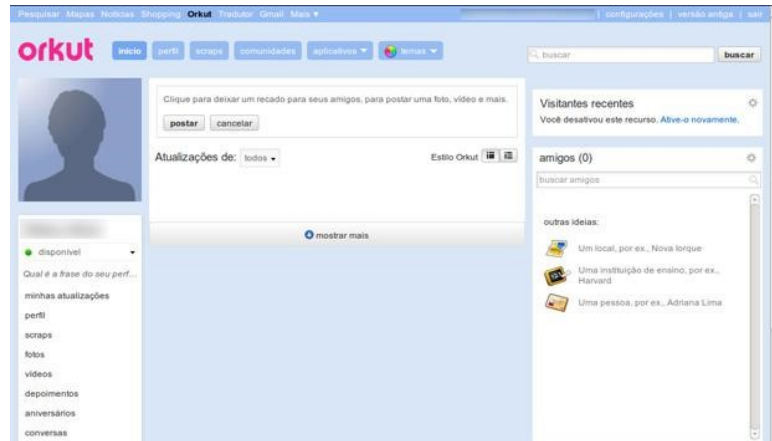 Pesquisar Mapas Notícias Shopping Orkut Tradutor Gmail Mais ▼
| configurações | versão antiga | sair
orkut
início perfil scraps comunidades aplicativos ▼ temas ▼
buscar buscar
Clique para deixar um recado para seus amigos, para postar uma foto, vídeo e mais.
postar cancelar
Atualizações de: todos Estilo Orkut
mostrar mais
disponível
Qual é a frase do seu perf...
minhas atualizações
perfil
scraps
fotos
vídeos
depoimentos
aniversários
conversas
Visitantes recentes
Você desativou este recurso. Ative-o novamente.
amigos (0)
buscar amigos
outras ideias:
Um local, por ex., Nova Iorque
Uma instituição de ensino, por ex.,
Harvard
Uma pessoa, por ex., Adriana Lima